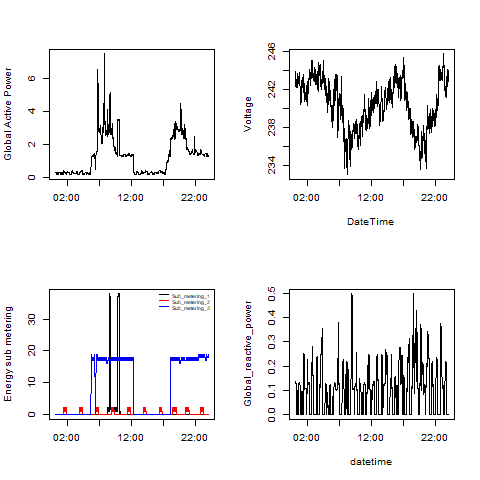 Global Active Power
0 2 4 6
02:00 12:00 22:00
Voltage
234 238 242 246
02:00 12:00 22:00
DateTime
Energy sub metering
0 10 20 30
Sub_metering_1
Sub_metering_2
Sub_metering_3
02:00 12:00 22:00
Global_reactive_power
0.0 0.1 0.2 0.3 0.4 0.5
02:00 12:00 22:00
datetime